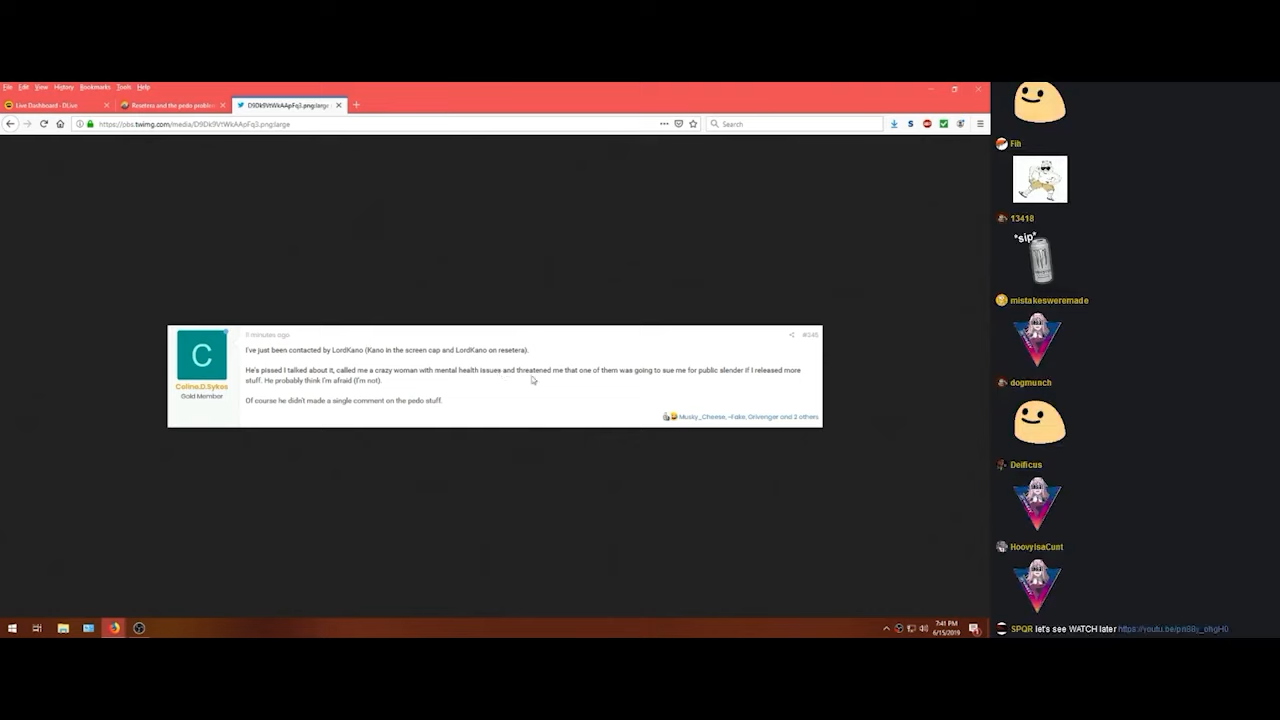 File Edit View History Bookmarks Tools Help
Live Dashboard - DLive
Resetera and the pedo problem
D9Dk9VtWkAApFq3.png:large
https://pbs.twimg.com/media/D9Dk9VtWkAApFq3.png:large
Search
11 minutes ago
#345
C
Celine.D.Sykes
Gold Member
I've just been contacted by LordKano (Kano in the screen cap and LordKano on resetera).
He's pissed I talked about it, called me a crazy woman with mental health issues and threatened me that one of them was going to sue me for public slender if I released more
stuff. He probably think I'm afraid (I'm not).
Of course he didn't made a single comment on the pedo stuff.
Musky_Cheese, -Fake, Grivenger and 2 others
7:41 PM
6/15/2019
Fih
13418
*sip*
mistakesweremade
dogmunch
Deificus
HoovyIsaCunt
SPQR let's see WATCH later